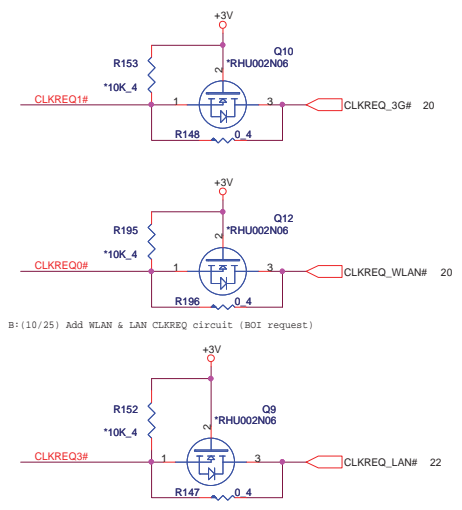 +3V
R153
Q10
*RHU002N06
*10K_4
2
CLKREQ1#
1
3
CLKREQ_3G# 20
R148
0_4
+3V
R195
Q12
*RHU002N06
*10K_4
2
CLKREQ0#
1
3
CLKREQ_WLAN# 20
R196
0_4
B:(10/25) Add WLAN & LAN CLKREQ circuit (BOI request)
+3V
R152
Q9
*RHU002N06
*10K_4
2
CLKREQ3#
1
3
CLKREQ_LAN# 22
R147
0_4